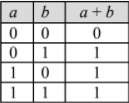 a b a + b
0 0 0
0 1 1
1 0 1
1 1 1